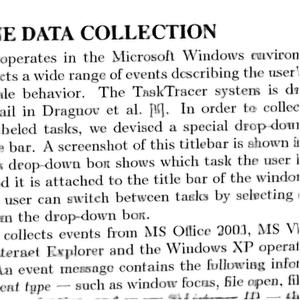 E DATA COLLECTION
operates in the Microsoft Windows environ
cts a wide range of events describing the user'
le behavior. The TaskTracer system is d
ail in Dragnov et al. In order to collec
beled tasks, we devised a special drop-down
e bar. A screenshot of this titlebar is shown i
drop-down box shows which task the user
d it is attached to the title bar of the window
user can switch between tasks by selecting
m the drop-down box.
collects events from MS Office 2003, MS V
ternet Explorer and the Windows XP operat
An event message contains the following infor
ent type — such as window focus, file open, fil